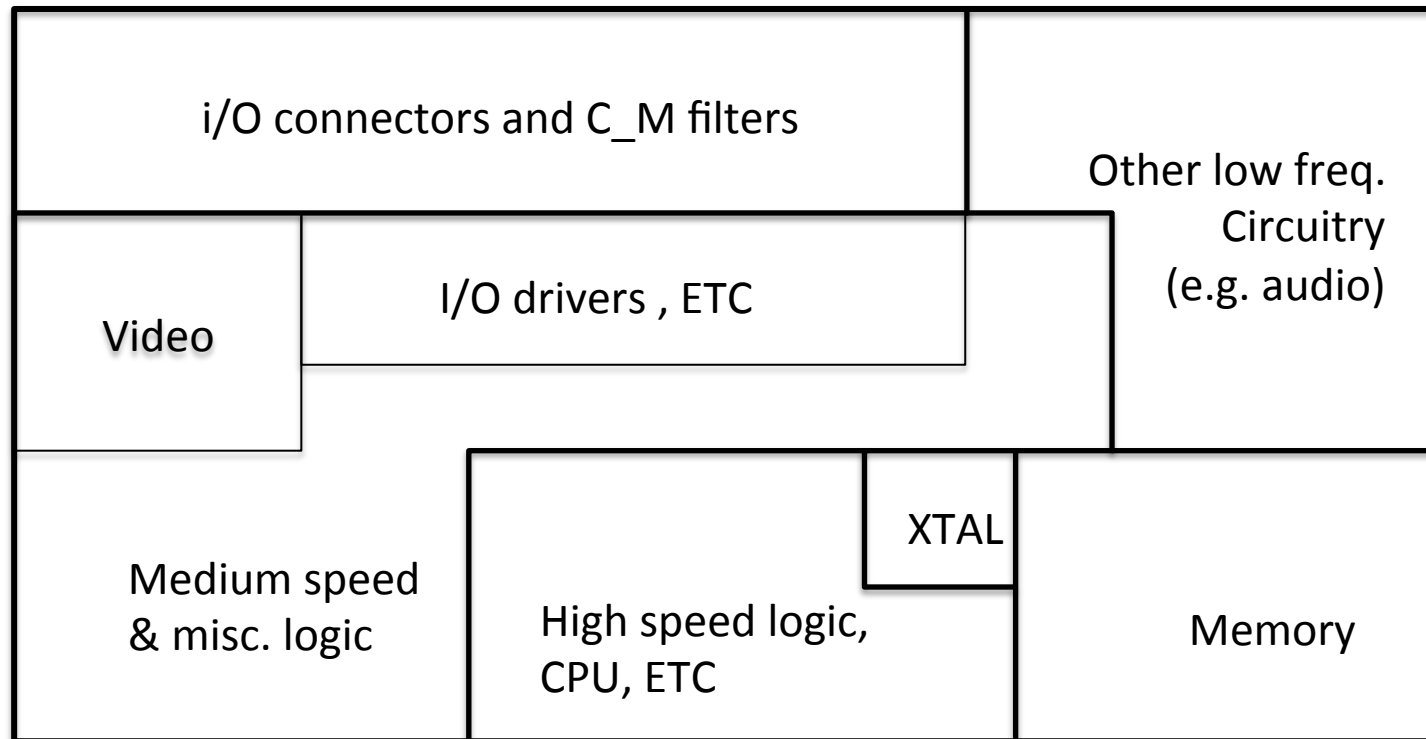 i/O connectors and C_M filters
Other low freq.
Circuitry
(e.g. audio)
I/O drivers , ETC
Video
XTAL
Medium speed
& misc. logic
High speed logic,
CPU, ETC
Memory